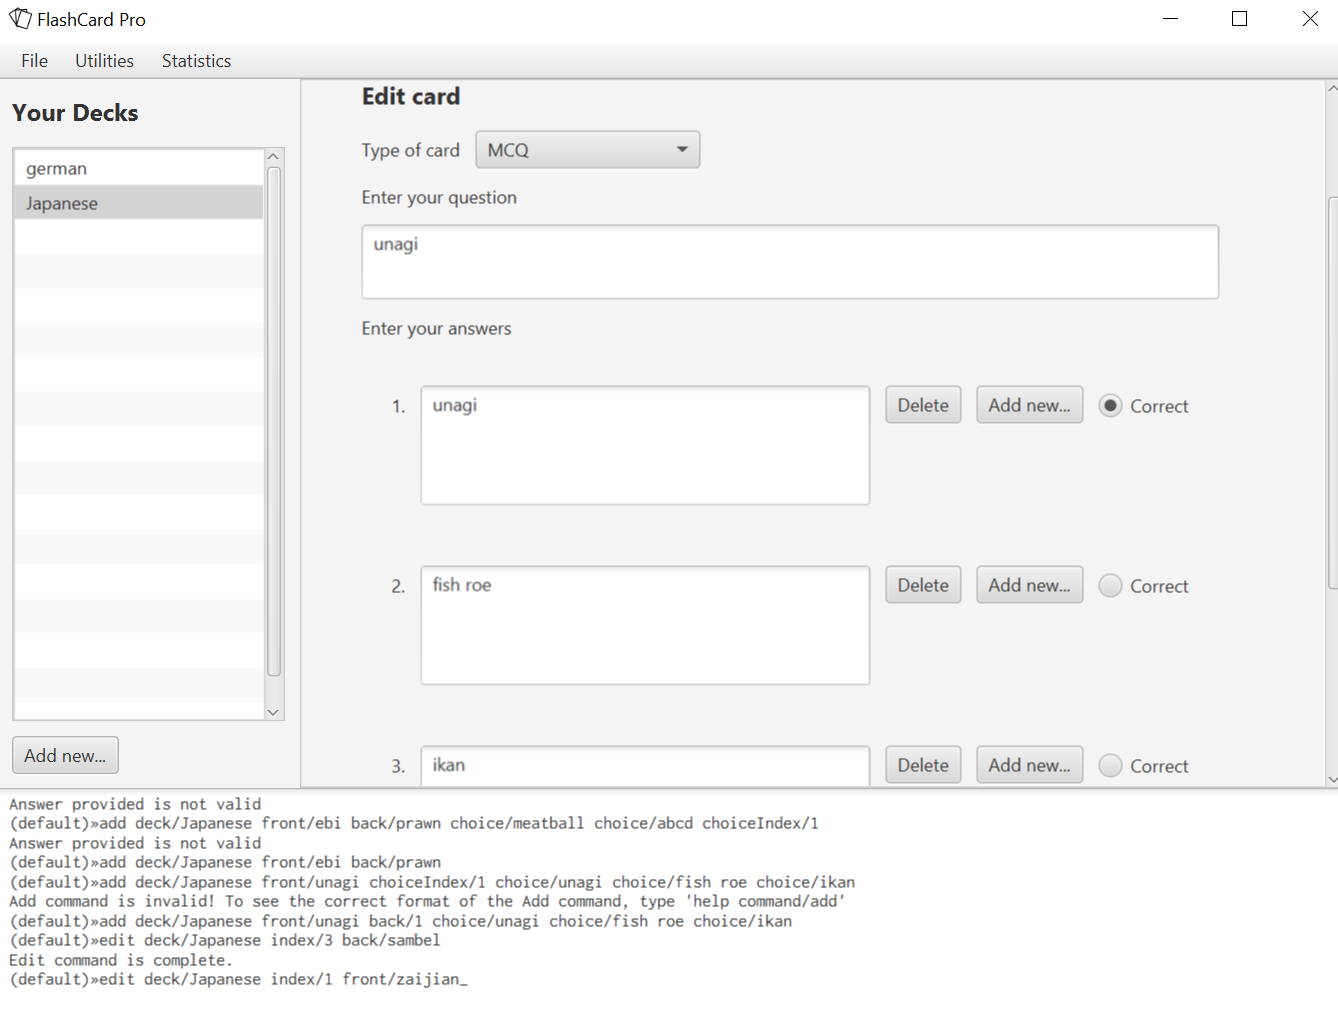 FlashCard Pro
File Utilities Statistics
Your Decks
german
Japanese
Add new...
Edit card
Type of card MCQ
Enter your question
unagi
Enter your answers
1. unagi Delete Add new... Correct
2. fish roe Delete Add new... Correct
3. ikan Delete Add new... Correct
Answer provided is not valid
(default)»add deck/Japanese front/ebi back/prawn choice/meatball choice/abcd choiceIndex/1
Answer provided is not valid
(default)»add deck/Japanese front/ebi back/prawn
(default)»add deck/Japanese front/unagi choiceIndex/1 choice/unagi choice/fish roe choice/ikan
Add command is invalid! To see the correct format of the Add command, type 'help command/add'
(default)»add deck/Japanese front/unagi back/1 choice/unagi choice/fish roe choice/ikan
(default)»edit deck/Japanese index/3 back/sambel
Edit command is complete.
(default)»edit deck/Japanese index/1 front/zaijian_